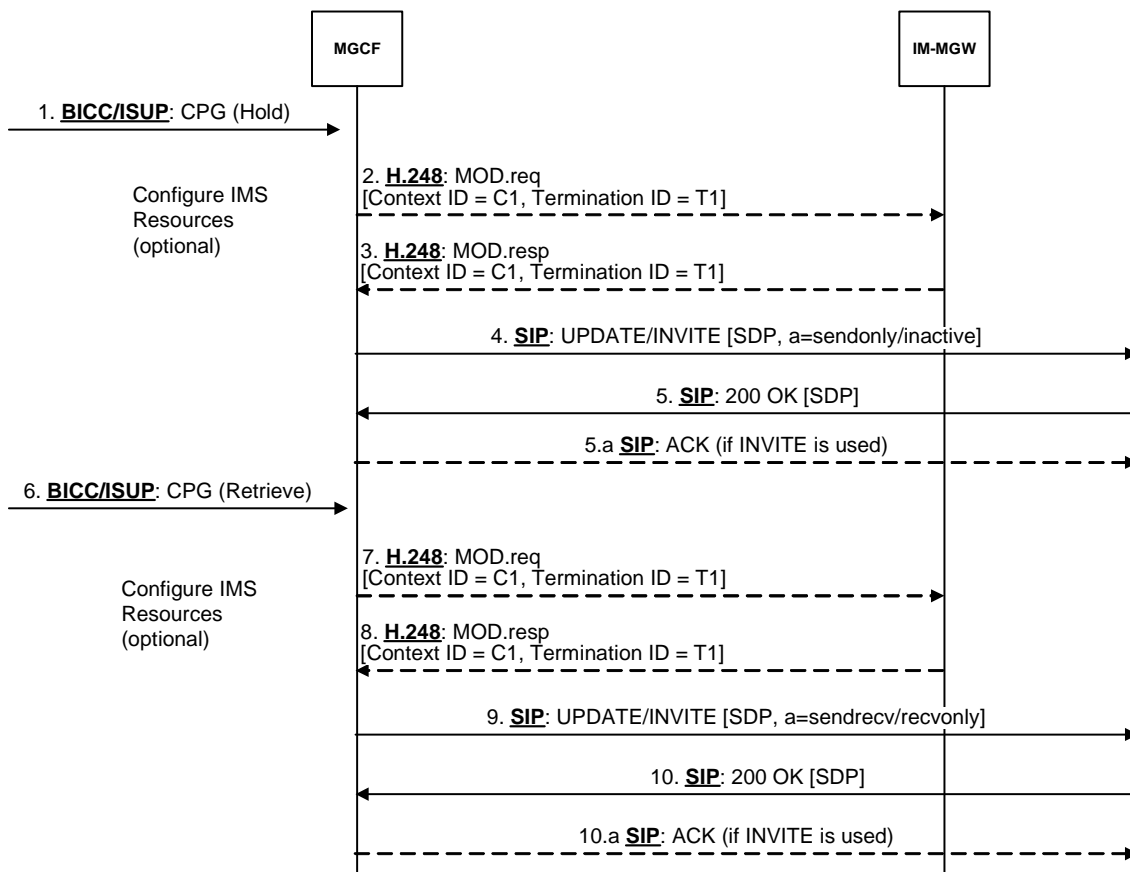 MGCF
IM-MGW
1. BICC/ISUP: CPG (Hold)
Configure IMS
Resources
(optional)
2. H.248: MOD.req
[Context ID = C1, Termination ID = T1]
3. H.248: MOD.resp
[Context ID = C1, Termination ID = T1]
4. SIP: UPDATE/INVITE [SDP, a=sendonly/inactive]
5. SIP: 200 OK [SDP]
5.a SIP: ACK (if INVITE is used)
6. BICC/ISUP: CPG (Retrieve)
Configure IMS
Resources
(optional)
7. H.248: MOD.req
[Context ID = C1, Termination ID = T1]
8. H.248: MOD.resp
[Context ID = C1, Termination ID = T1]
9. SIP: UPDATE/INVITE [SDP, a=sendrecv/recvonly]
10. SIP: 200 OK [SDP]
10.a SIP: ACK (if INVITE is used)